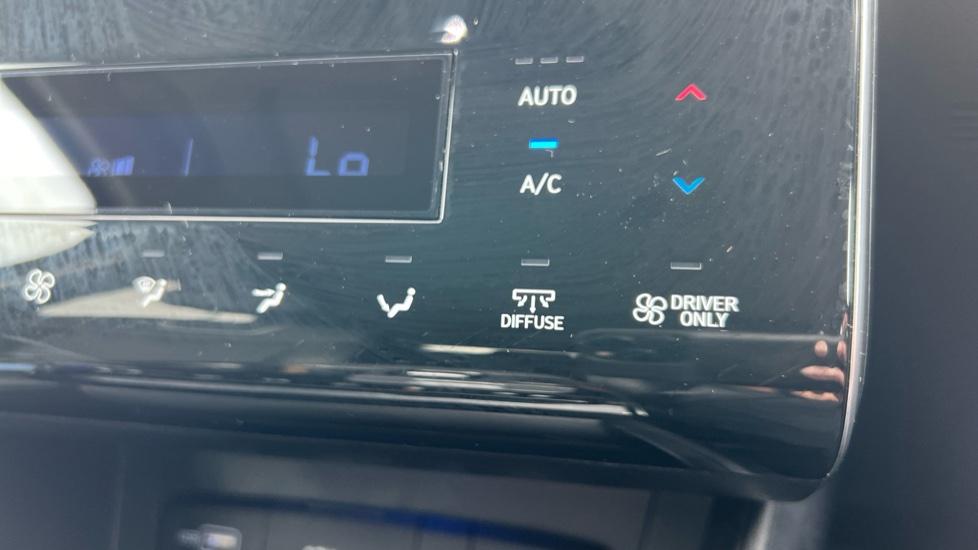 AUTO
Lo
A/C
DIFFUSE
DRIVER
ONLY